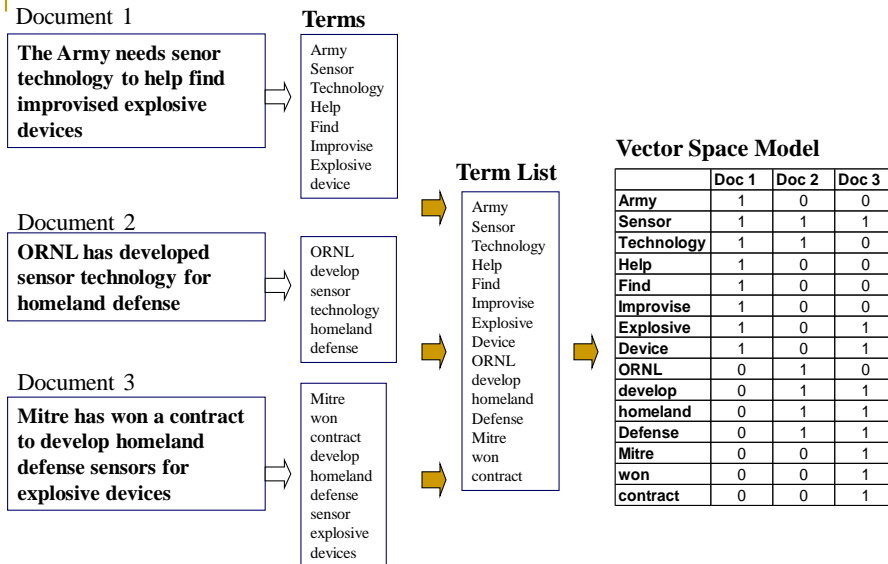 Document 1
The Army needs senor
technology to help find
improvised explosive
devices
Terms
Army
Sensor
Technology
Help
Find
Improvise
Explosive
device
Document 2
ORNL has developed
sensor technology for
homeland defense
ORNL
develop
sensor
technology
homeland
defense
Document 3
Mitre has won a contract
to develop homeland
defense sensors for
explosive devices
Mitre
won
contract
develop
homeland
defense
sensor
explosive
devices
Term List
Army
Sensor
Technology
Help
Find
Improvise
Explosive
Device
ORNL
develop
homeland
Defense
Mitre
won
contract
Vector Space Model
Doc 1 Doc 2 Doc 3
Army 1 0 0
Sensor 1 1 1
Technology 1 1 0
Help 1 0 0
Find 1 0 0
Improvise 1 0 0
Explosive 1 0 1
Device 1 0 1
ORNL 0 1 0
develop 0 1 1
homeland 0 1 1
Defense 0 1 1
Mitre 0 0 1
won 0 0 1
contract 0 0 1